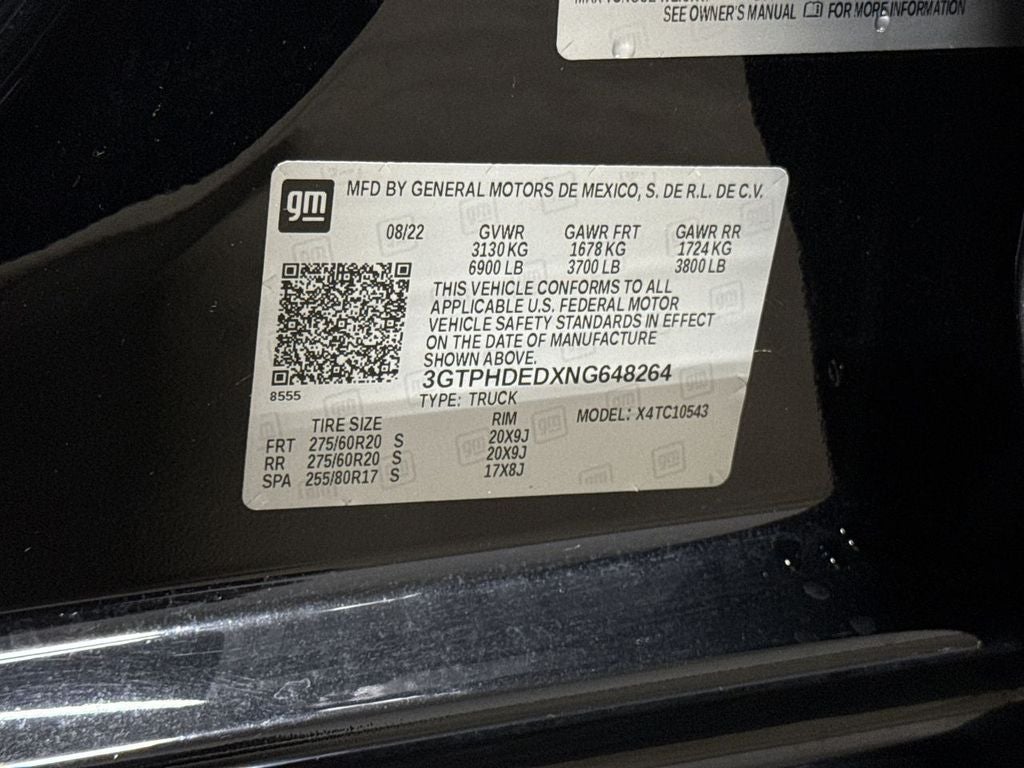 SEE OWNER'S MANUAL FOR MORE INFORMATION
gm
MFD BY GENERAL MOTORS DE MEXICO, S. DE R.L. DE C.V.
08/22 GVWR GAWR FRT GAWR RR
3130 KG 1678 KG 1724 KG
6900 LB 3700 LB 3800 LB
THIS VEHICLE CONFORMS TO ALL
APPLICABLE U.S. FEDERAL MOTOR
VEHICLE SAFETY STANDARDS IN EFFECT
ON THE DATE OF MANUFACTURE
SHOWN ABOVE.
3GTPHDEDXNG648264
8555
TYPE: TRUCK
TIRE SIZE RIM MODEL: X4TC10543
FRT 275/60R20 S 20X9J
RR 275/60R20 S 20X9J
SPA 255/80R17 S 17X8J